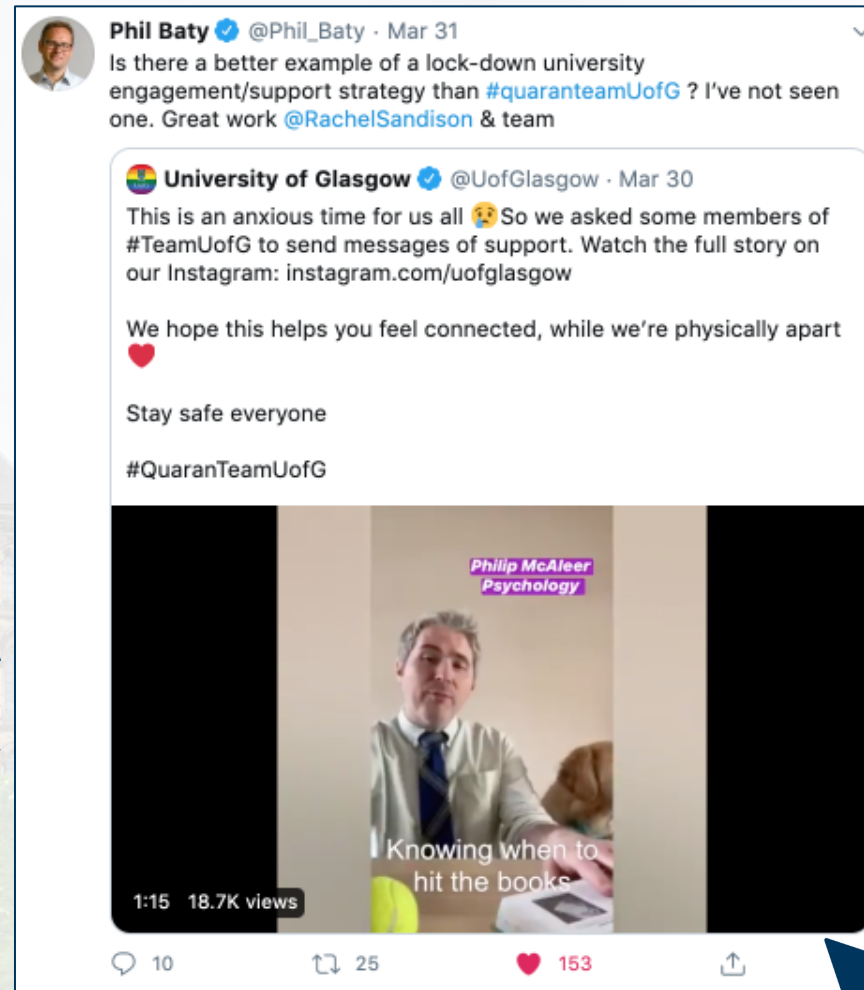 Phil Baty @Phil_Baty · Mar 31
Is there a better example of a lock-down university
engagement/support strategy than #quaranteamUofG ? I've not seen
one. Great work @RachelSandison & team
University of Glasgow @UofGlasgow · Mar 30
This is an anxious time for us all 😢 So we asked some members of
#TeamUofG to send messages of support. Watch the full story on
our Instagram: instagram.com/uofglasgow
We hope this helps you feel connected, while we're physically apart
❤️
Stay safe everyone
#QuaranTeamUofG
Philip McAleer
Psychology
Knowing when to
hit the books
1:15 18.7K views
10 25 153